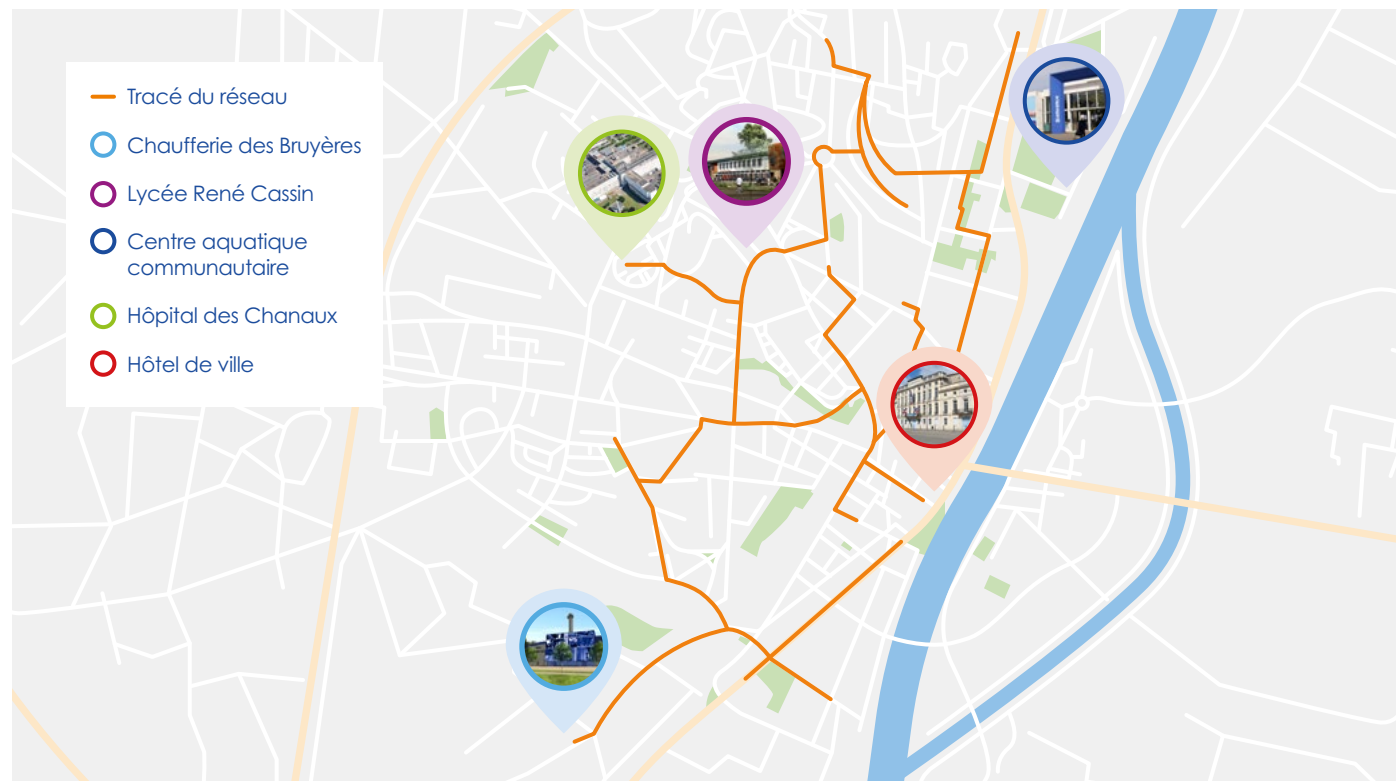 Tracé du réseau
Chaufferie des Bruyères
Lycée René Cassin
Centre aquatique
communautaire
Hôpital des Chanaux
Hôtel de ville